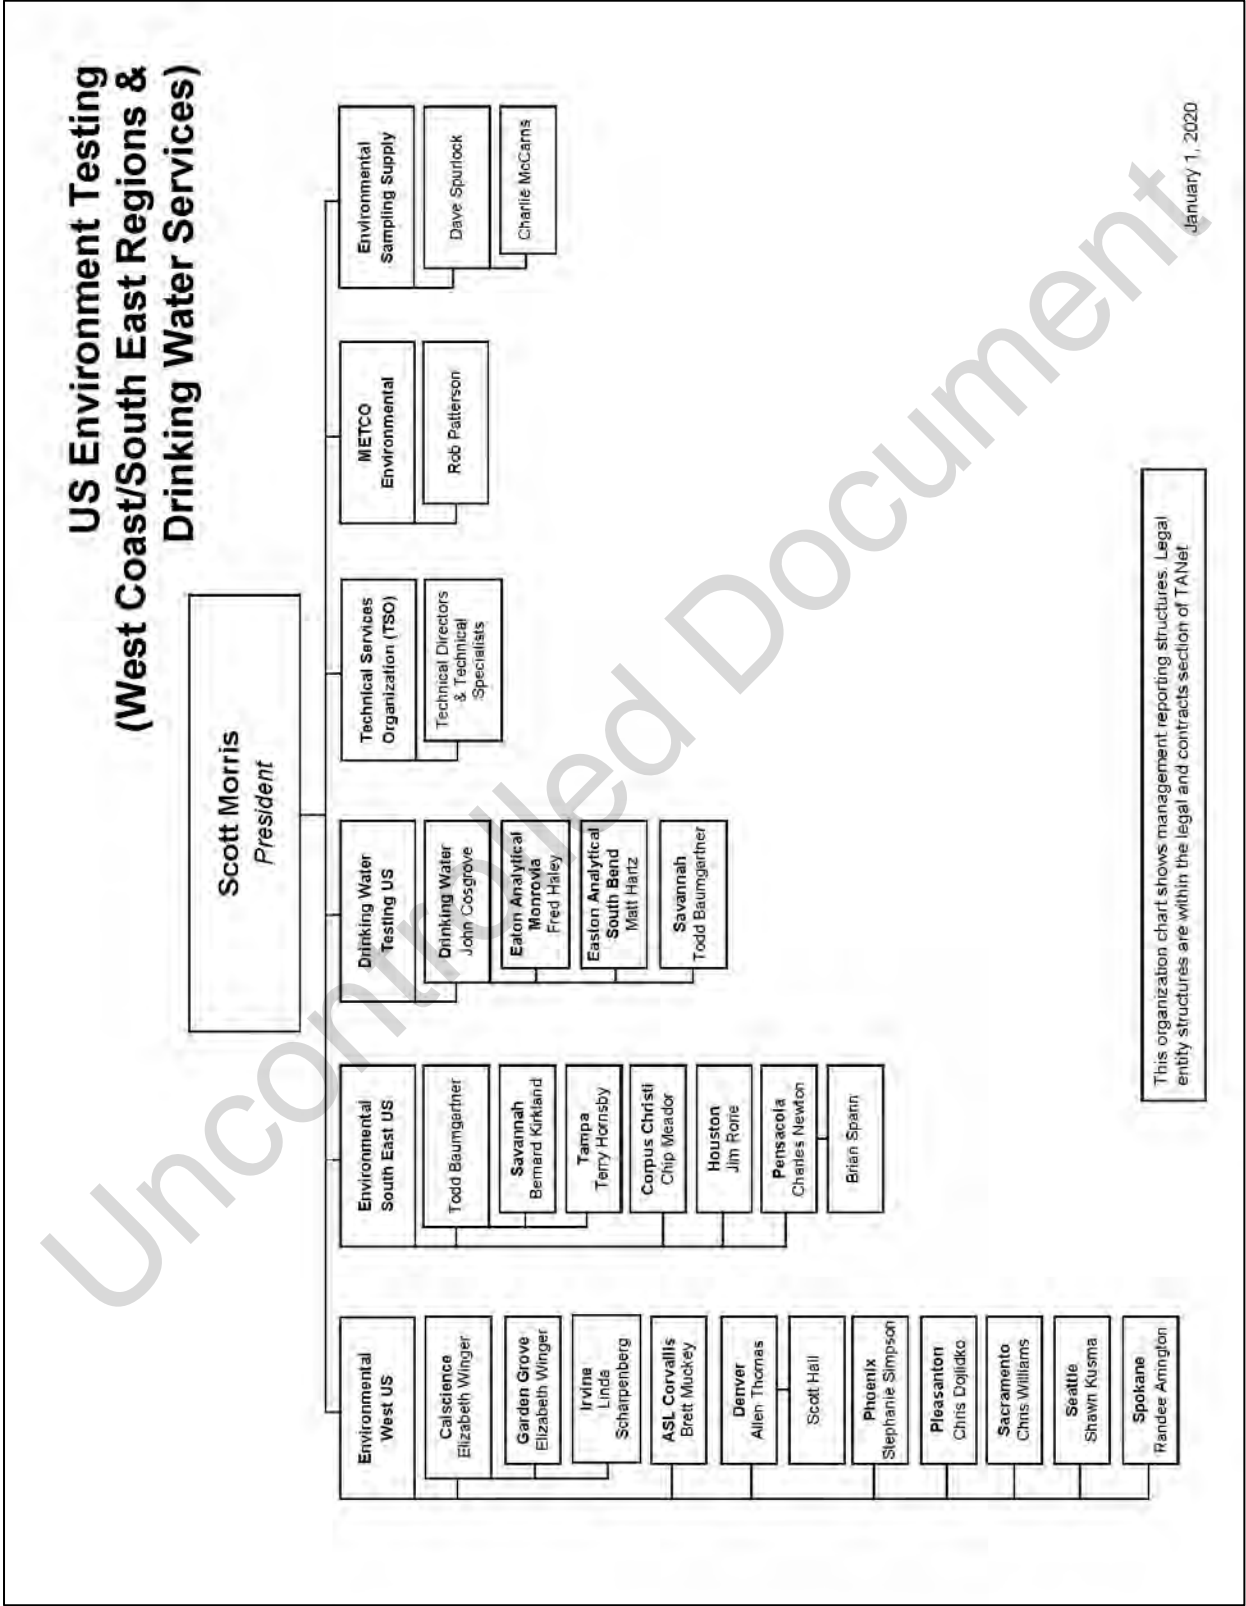 US Environment Testing
(West Coast/South East Regions &
Drinking Water Services)
Scott Morris
President
Environmental
West US
Calscience
Elizabeth Winger
Garden Grove
Elizabeth Winger
Irvine
Linda
Scharpenberg
ASL Corvallis
Brett Muckey
Denver
Allen Thomas
Scott Hall
Phoenix
Stephanie Simpson
Pleasanton
Chris Dojlidko
Sacramento
Chris Williams
Seattle
Shawn Kusma
Spokane
Randee Arrington
Environmental
South East US
Todd Baumgartner
Savannah
Bernard Kirkland
Tampa
Terry Hornsby
Corpus Christi
Chip Meador
Houston
Jim Rorie
Pensacola
Charles Newton
Brian Spann
Drinking Water
Testing US
Drinking Water
John Cosgrove
Eaton Analytical
Monrovia
Fred Haley
Easton Analytical
South Bend
Matt Hartz
Savannah
Todd Baumgartner
Technical Services
Organization (TSO)
Technical Directors
& Technical
Specialists
METCO
Environmental
Rob Patterson
Environmental
Sampling Supply
Dave Spurlock
Charlie McCarns
This organization chart shows management reporting structures. Legal
entity structures are within the legal and contracts section of TANet
January 1, 2020
Uncontrolled Document